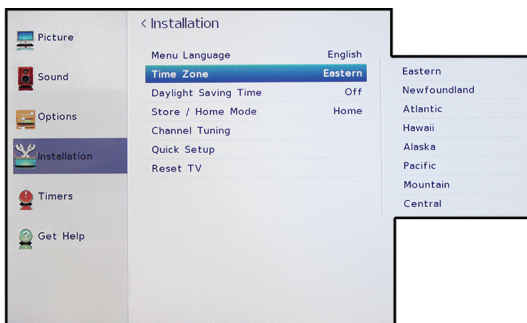 < Installation
Picture
Sound
Options
Installation
Timers
Get Help
Menu Language English
Time Zone Eastern
Daylight Saving Time Off
Store / Home Mode Home
Channel Tuning
Quick Setup
Reset TV
Eastern
Newfoundland
Atlantic
Hawaii
Alaska
Pacific
Mountain
Central